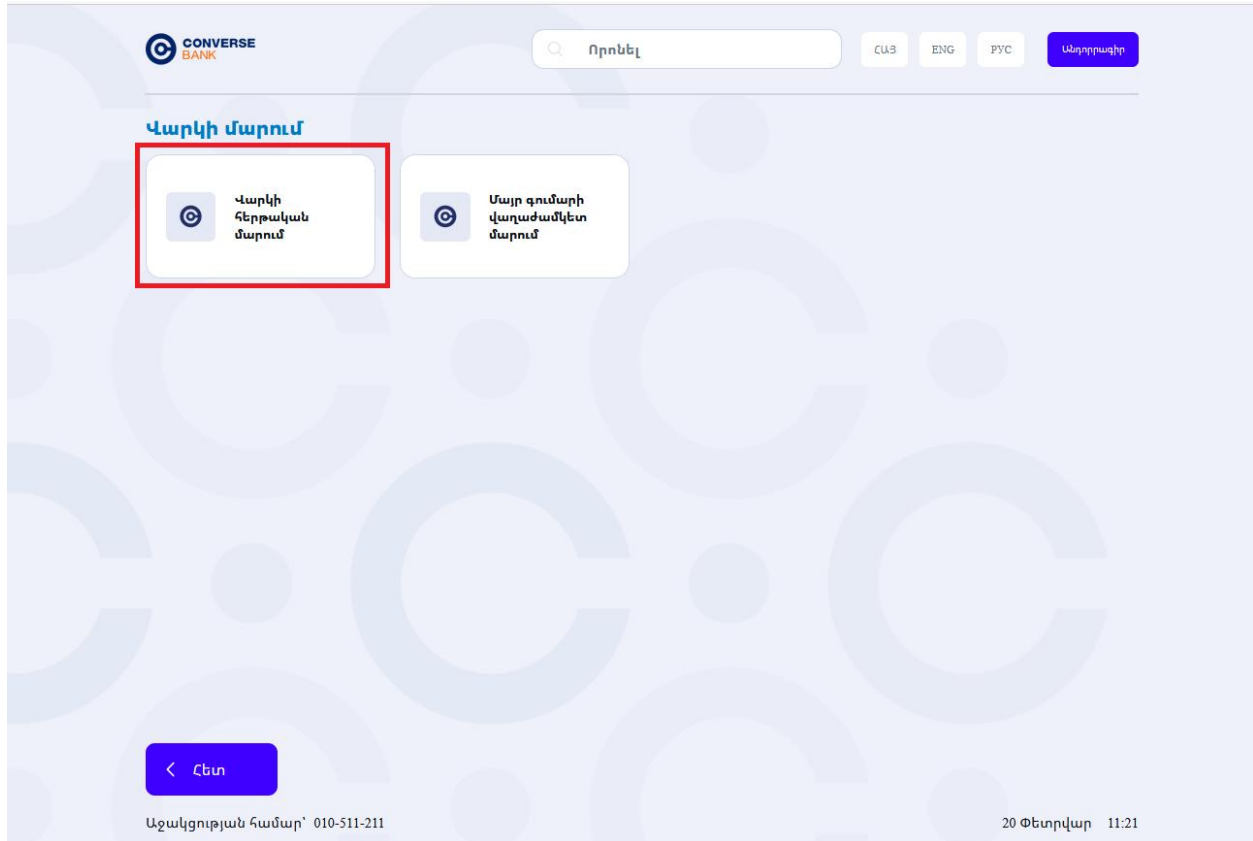 CONVERSE
BANK
Որոնել
ՀԱՅ
ENG
РУС
Անդորրագիր
Վարկի մարում
Վարկի
հերթական
մարում
Մայր գումարի
վաղաժամկետ
մարում
Հետ
Աջակցության համար՝ 010-511-211
20 Փետրվար 11:21